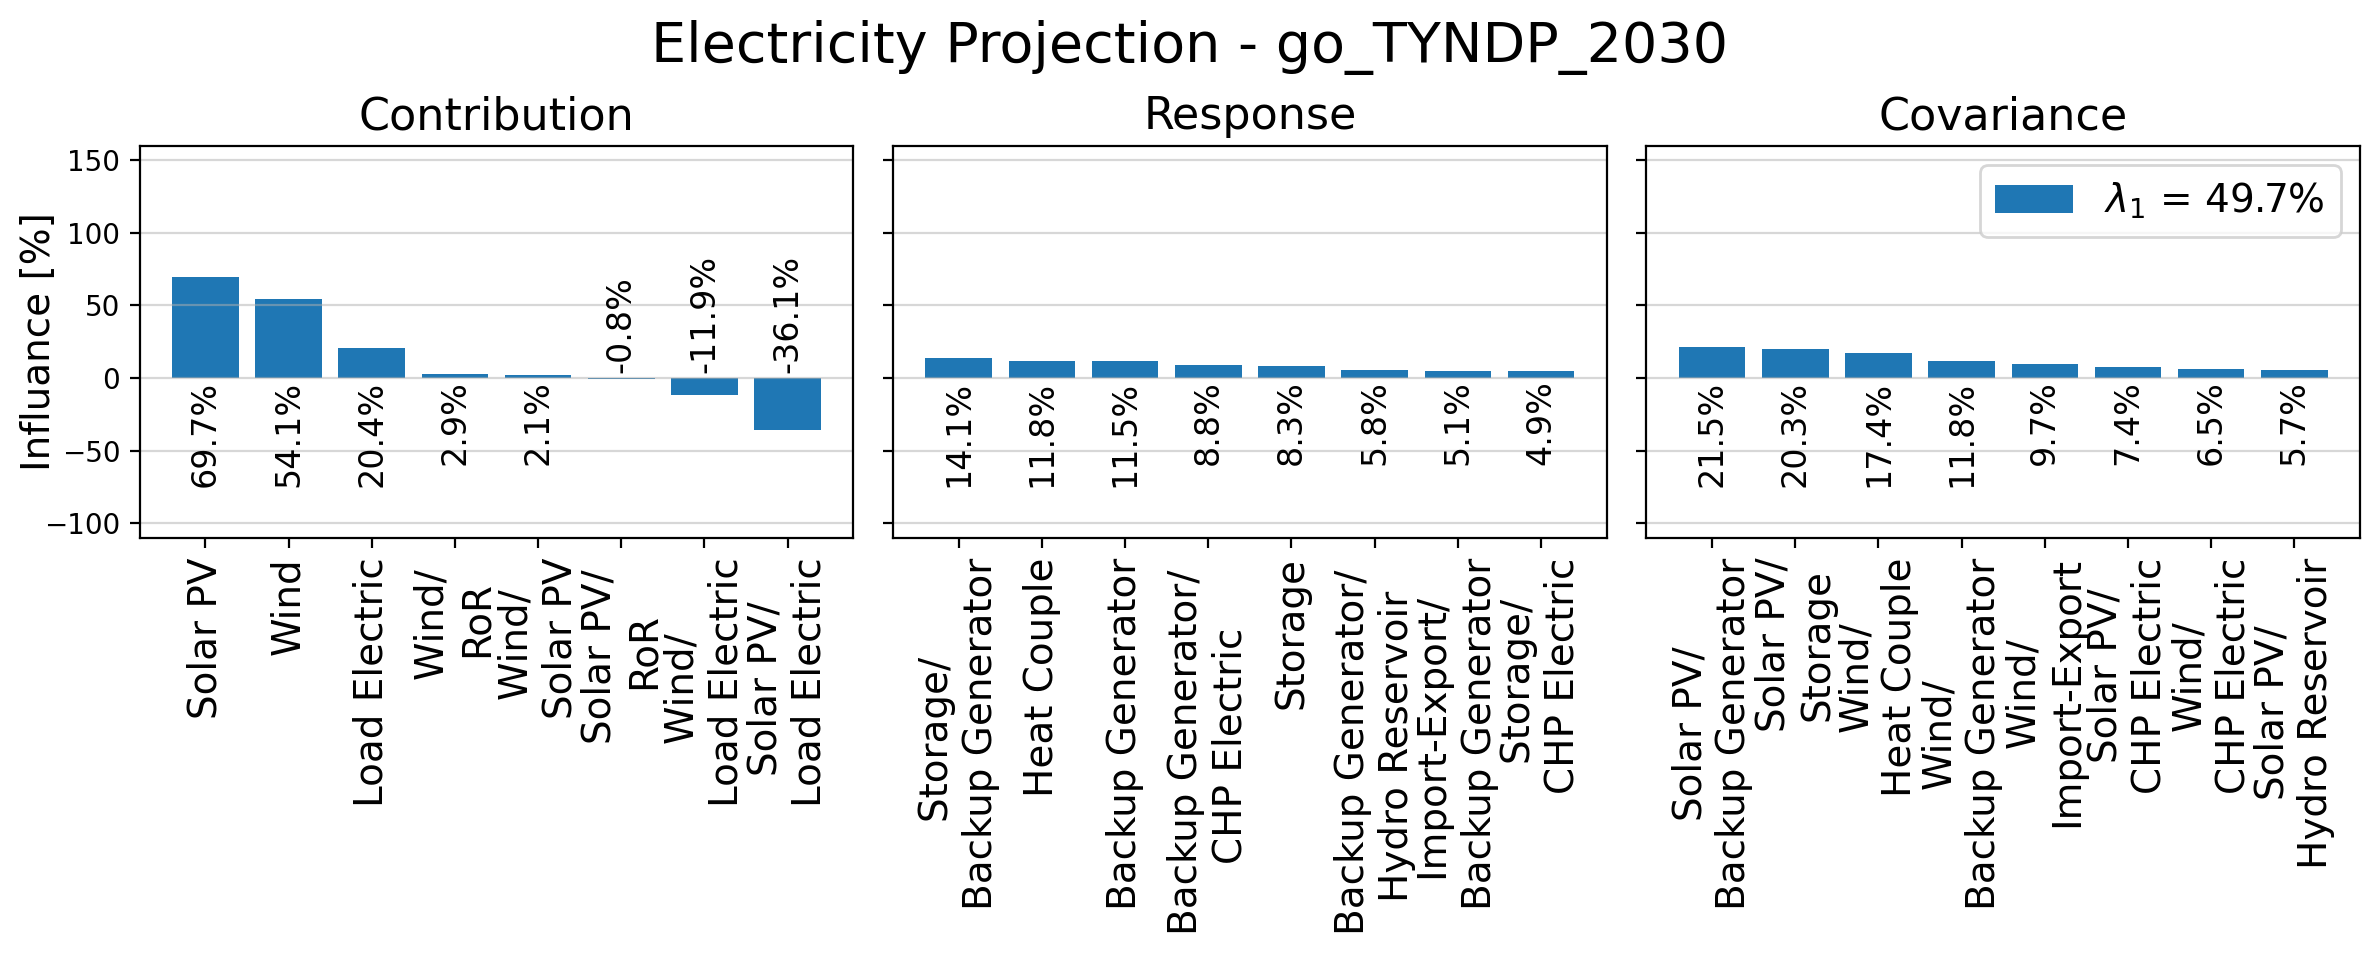 Electricity Projection - go_TYNDP_2030
Contribution
Response
Covariance
Influance [%]
150
100
50
0
−50
−100
69.7%
54.1%
20.4%
2.9%
2.1%
-0.8%
-11.9%
-36.1%
14.1%
11.8%
11.5%
8.8%
8.3%
5.8%
5.1%
4.9%
λ1 = 49.7%
21.5%
20.3%
17.4%
11.8%
9.7%
7.4%
6.5%
5.7%
Solar PV
Wind
Load Electric
Wind/
RoR
Wind/
Solar PV
Solar PV/
RoR
Wind/
Load Electric
Solar PV/
Load Electric
Storage/
Backup Generator
Heat Couple
Backup Generator
Backup Generator/
CHP Electric
Storage
Backup Generator/
Hydro Reservoir
Import-Export/
Backup Generator
Storage/
CHP Electric
Solar PV/
Backup Generator
Solar PV/
Storage
Wind/
Heat Couple
Wind/
Backup Generator
Wind/
Import-Export
Solar PV/
CHP Electric
Wind/
CHP Electric
Solar PV/
Hydro Reservoir